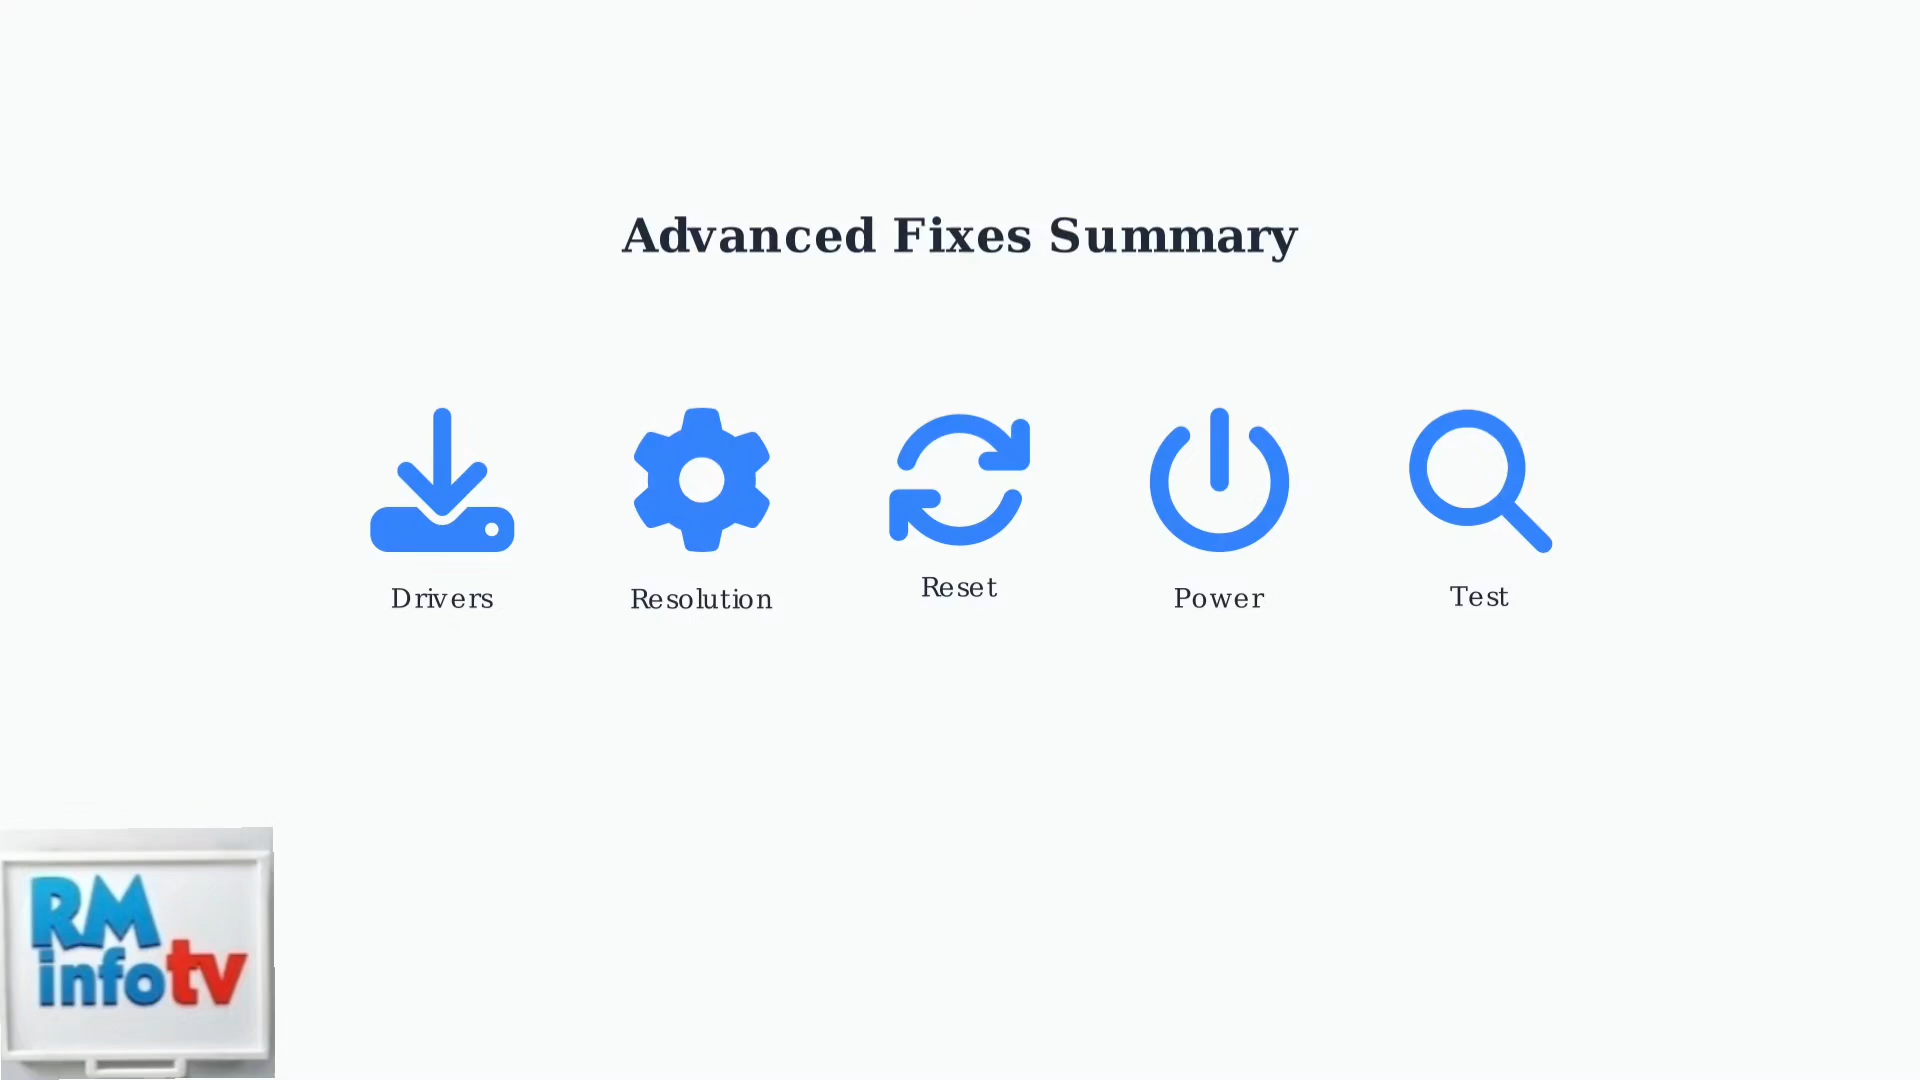 Advanced Fixes Summary
Drivers
Resolution
Reset
Power
Test
RM
infotv